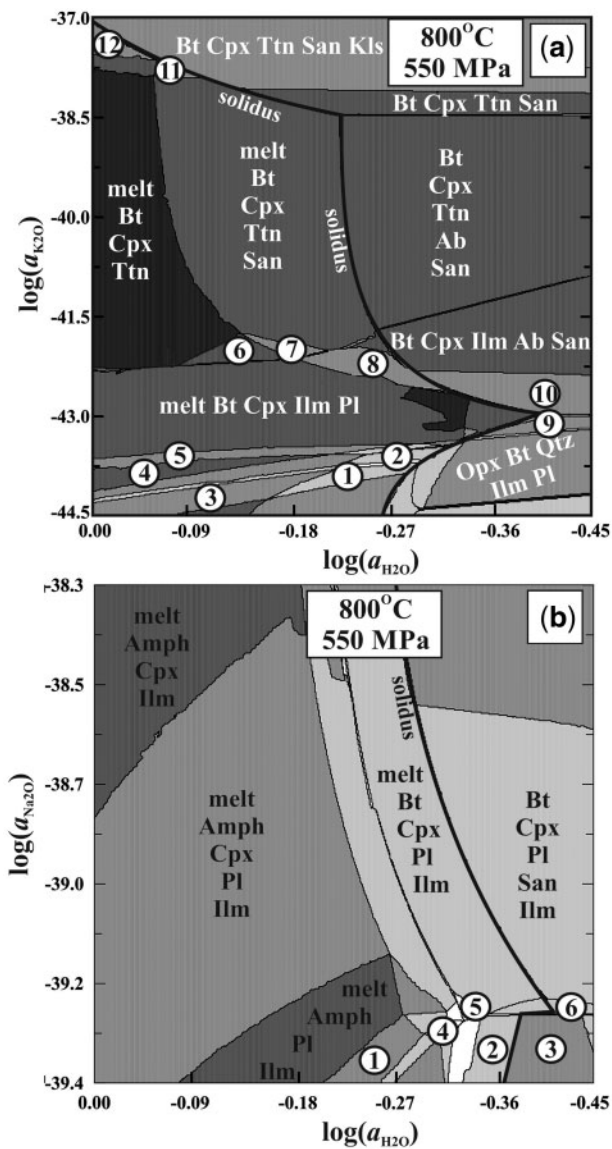 -37.0
12
Bt Cpx Ttn San Kls
800°C
550 MPa
(a)
11
solidus
Bt Cpx Ttn San
-38.5
melt
Bt
Cpx
Ttn
San
Bt
Cpx
Ttn
Ab
San
melt
Bt
Cpx
Ttn
log(aK2O)
-40.0
solidus
-41.5
6
7
8
Bt Cpx Ilm Ab San
melt Bt Cpx Ilm Pl
10
-43.0
9
5
4
2
1
3
Opx Bt Qtz
Ilm Pl
-44.5
0.00
-0.09
-0.18
-0.27
-0.36
-0.45
log(aH2O)
-38.3
melt
Amph
Cpx
Ilm
800°C
550 MPa
(b)
solidus
-38.5
-38.7
melt
Amph
Cpx
Pl
Ilm
melt
Bt
Cpx
Pl
Ilm
Bt
Cpx
Pl
San
Ilm
log(aNa2O)
-39.0
-39.2
melt
Amph
Pl
Ilm
5
6
4
1
2
3
-39.4
0.00
-0.09
-0.18
-0.27
-0.36
-0.45
log(aH2O)